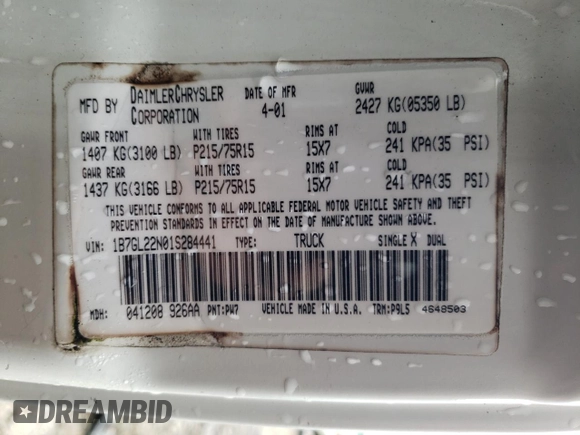 MFD BY DAIMLERCHRYSLER CORPORATION
DATE OF MFR 4-01
GVWR 2427 KG(05350 LB)
GAWR FRONT WITH TIRES RIMS AT COLD
1407 KG(3100 LB) P215/75R15 15X7 241 KPA(35 PSI)
GAWR REAR WITH TIRES RIMS AT COLD
1437 KG(3166 LB) P215/75R15 15X7 241 KPA(35 PSI)
THIS VEHICLE CONFORMS TO ALL APPLICABLE FEDERAL MOTOR VEHICLE SAFETY AND THEFT
PREVENTION STANDARDS IN EFFECT ON THE DATE OF MANUFACTURE SHOWN ABOVE.
VIN: 1B7GL22N01S284441 TYPE: TRUCK SINGLE X DUAL
MDH: 041208 926AA PNT:PW7 VEHICLE MADE IN U.S.A. TRM:P9L5 4648503
DREAMBID